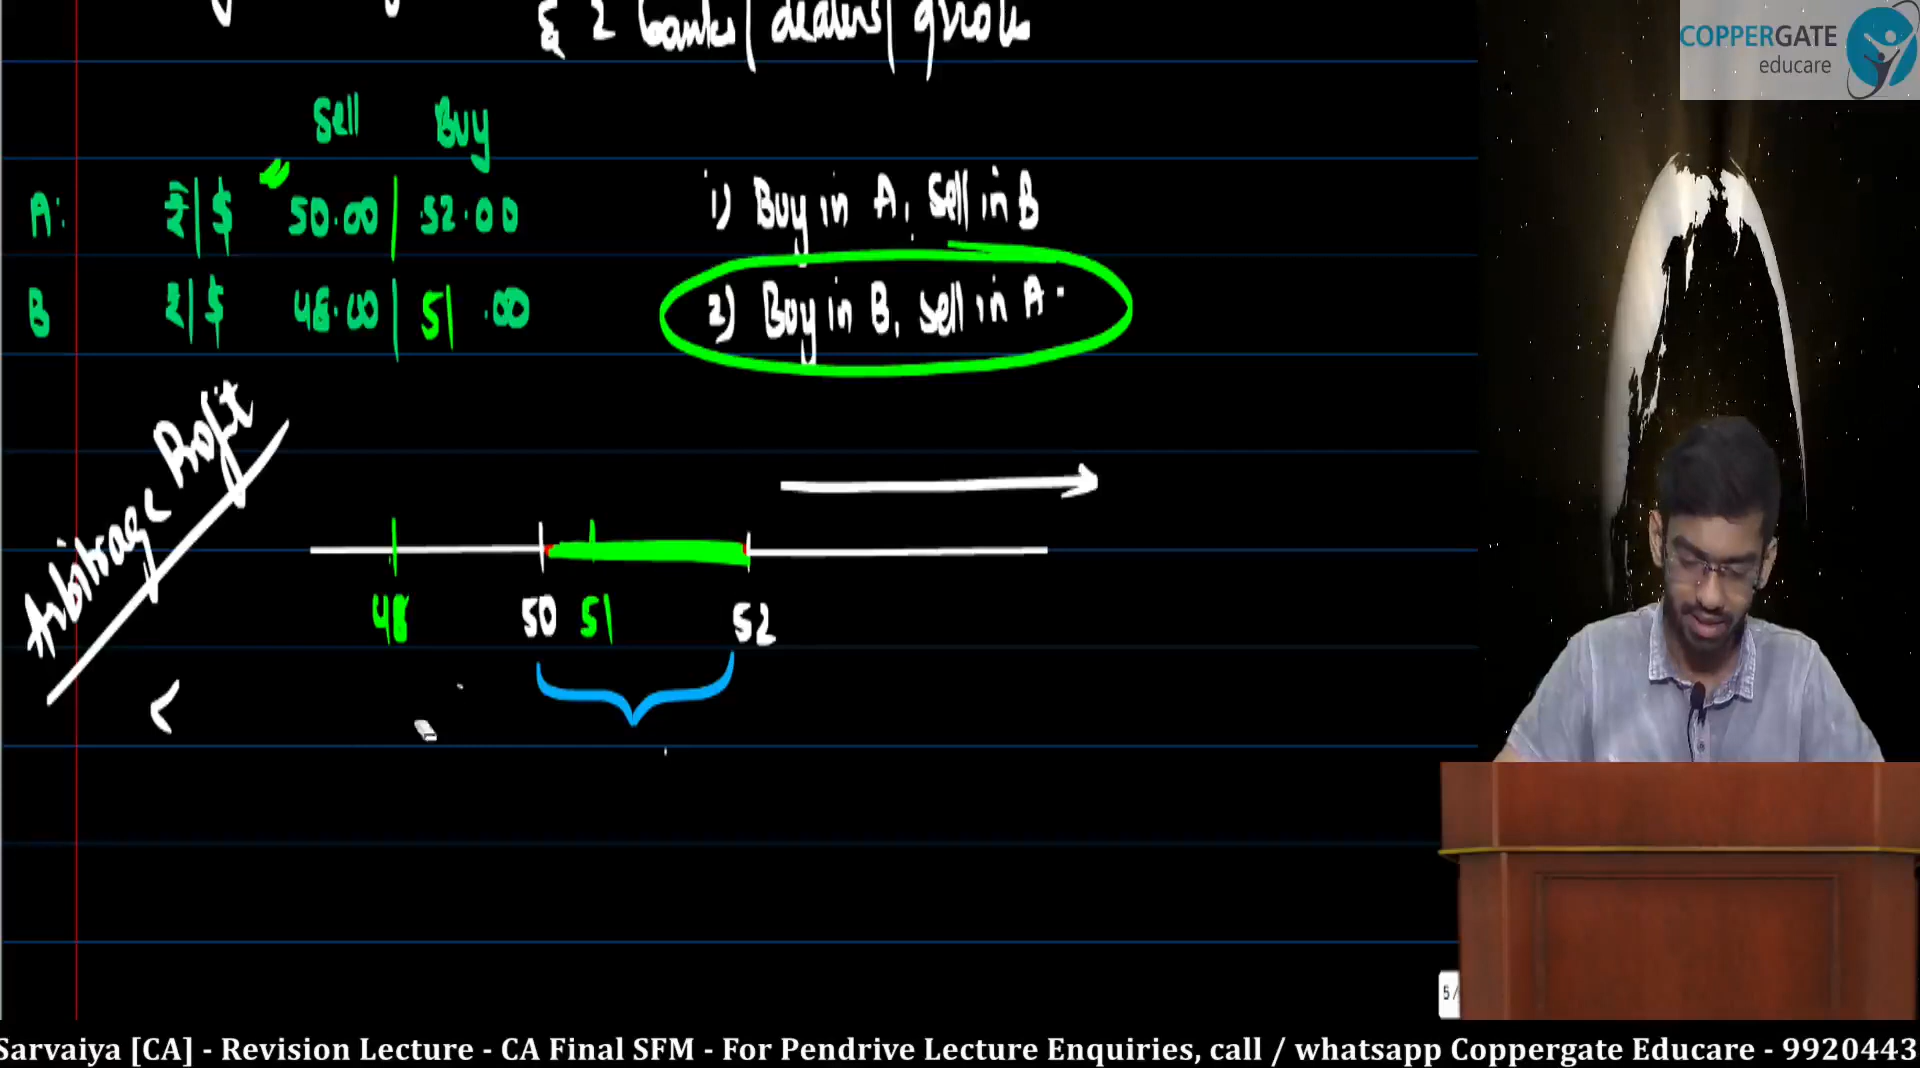 COPPERGATE
educare
& 2 banks | dealers | quote
Sell Buy
A: ₹|$ 50.00 | 52.00
B ₹|$ 48.00 | 51.00
1) Buy in A, Sell in B
2) Buy in B, Sell in A.
Arbitrage Profit
48 50 51 52
<
5/
Sarvaiya [CA] - Revision Lecture - CA Final SFM - For Pendrive Lecture Enquiries, call / whatsapp Coppergate Educare - 9920443